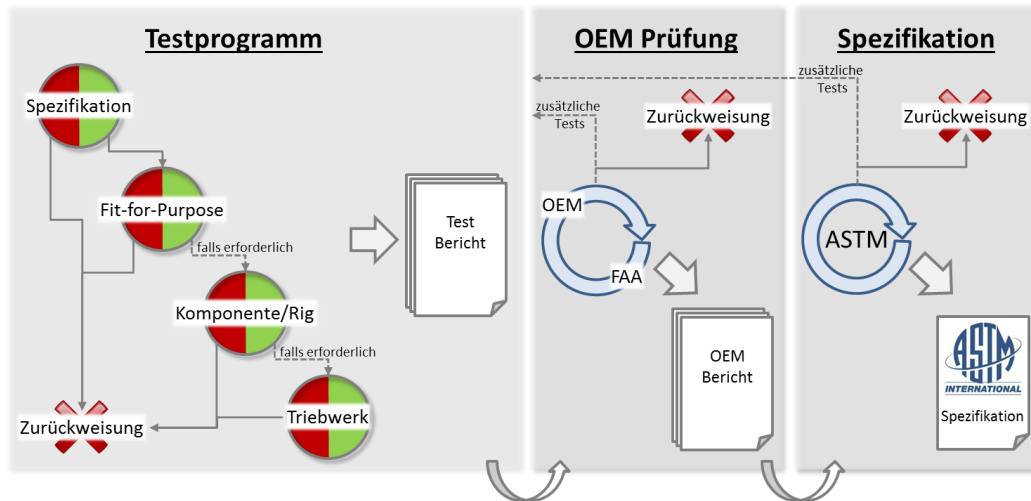 Testprogramm
Spezifikation
Fit-for-Purpose
falls erforderlich
Komponente/Rig
falls erforderlich
Triebwerk
Zurückweisung
Test
Bericht
OEM Prüfung
zusätzliche
Tests
Zurückweisung
OEM
FAA
OEM
Bericht
Spezifikation
zusätzliche
Tests
Zurückweisung
ASTM
ASTM
INTERNATIONAL
Spezifikation